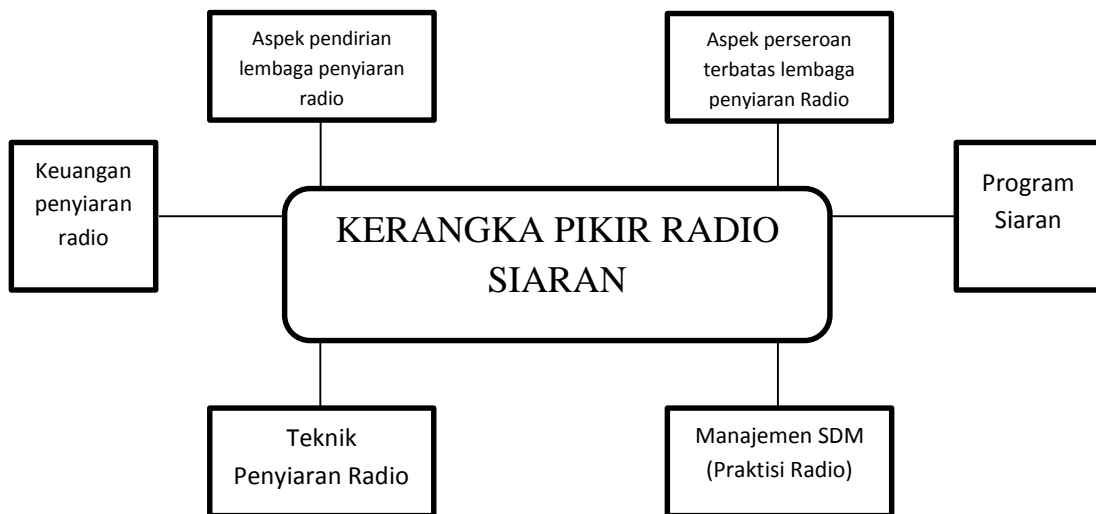 Aspek pendirian
lembaga penyiaran
radio
Aspek perseroan
terbatas lembaga
penyiaran Radio
Keuangan
penyiaran
radio
KERANGKA PIKIR RADIO
SIARAN
Program
Siaran
Teknik
Penyiaran Radio
Manajemen SDM
(Praktisi Radio)